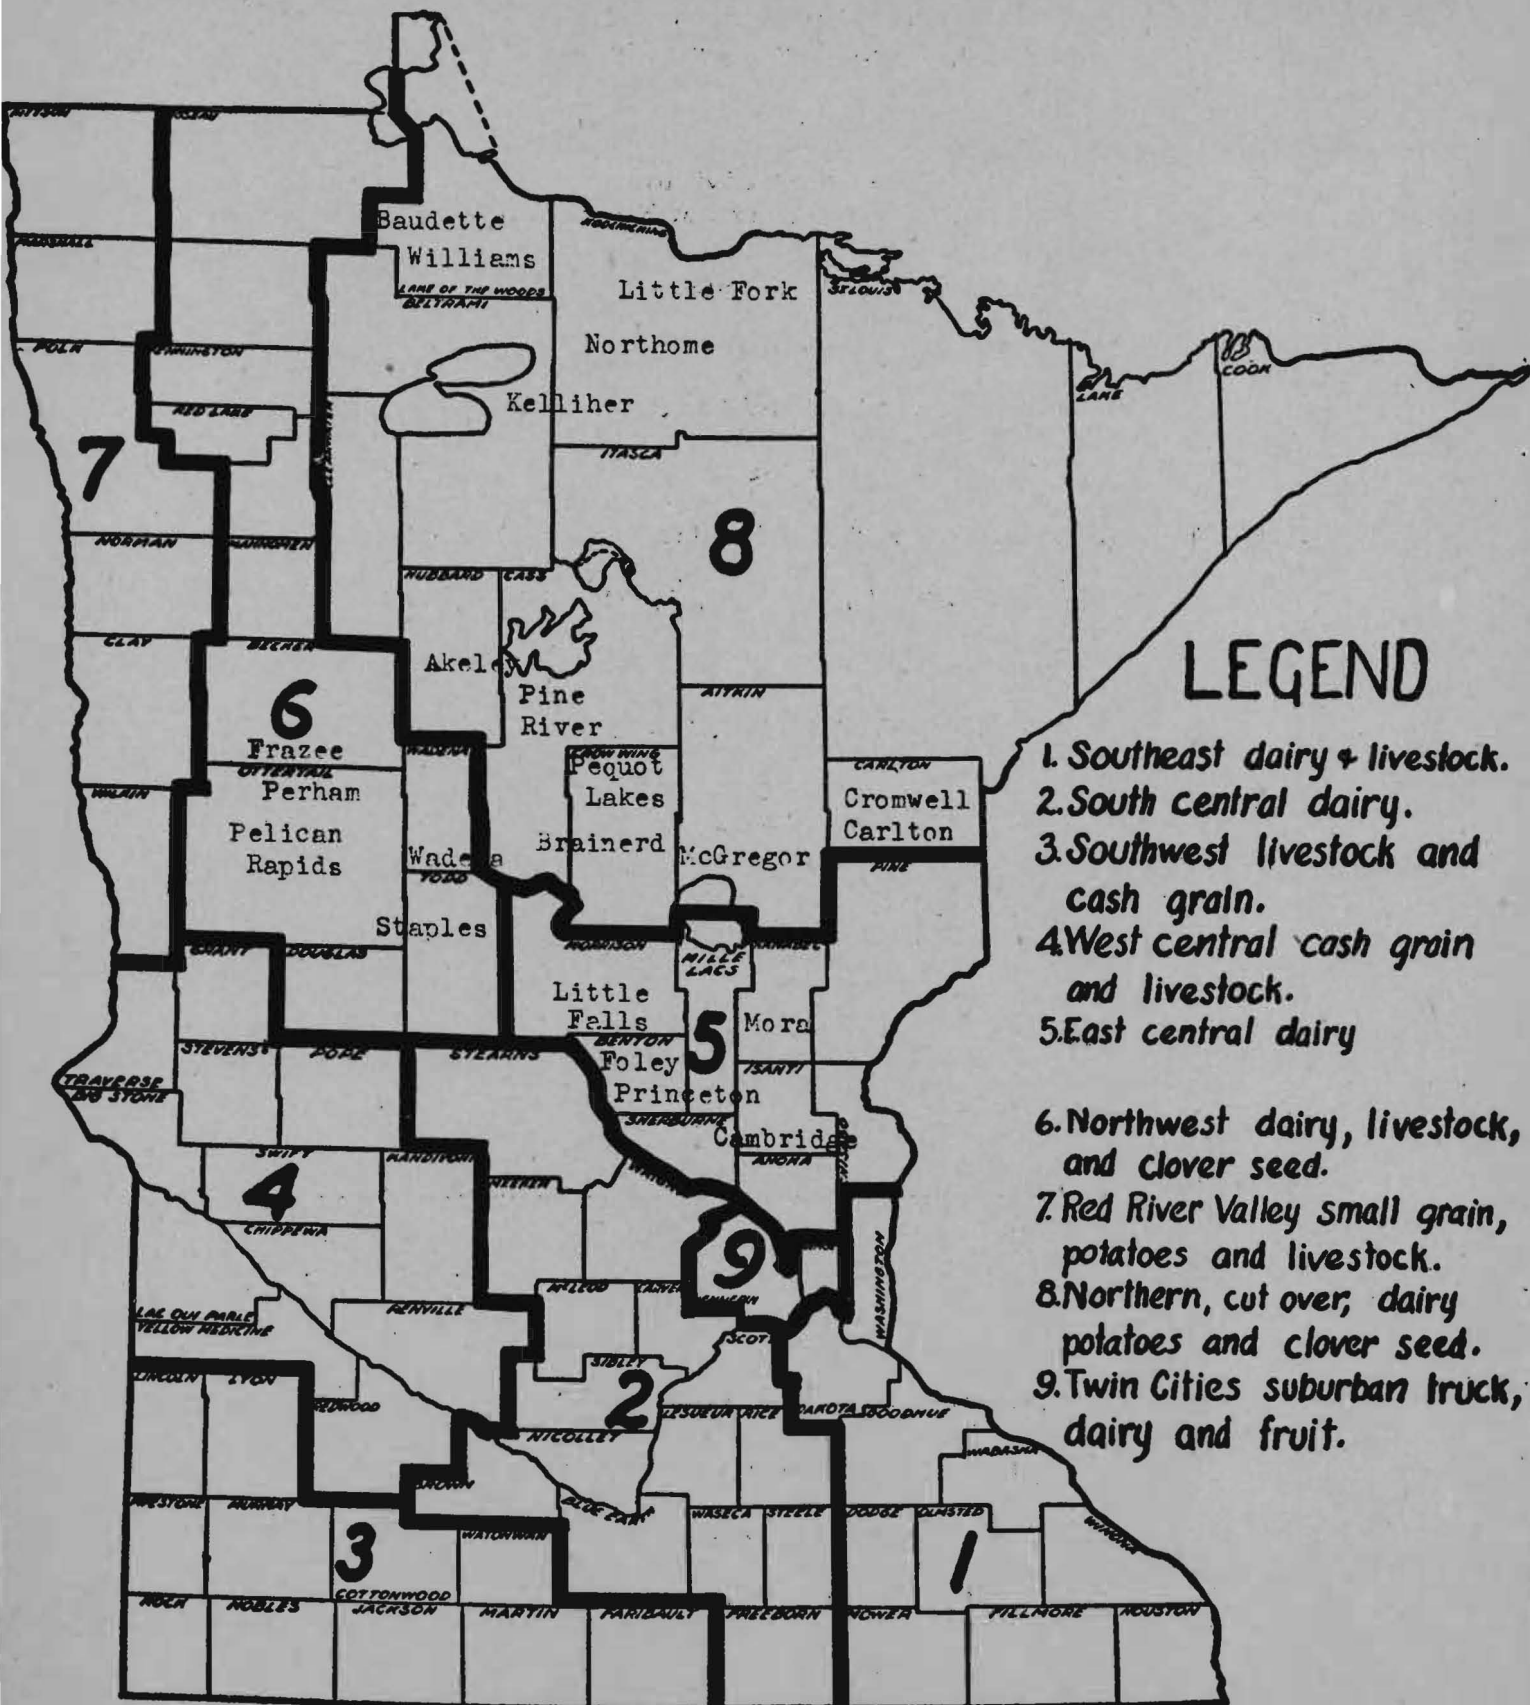 KITTSON
MARSHALL
Baudette
Williams
LAKE OF THE WOODS
BELTRAMI
KOOCHICHING
Little Fork
Northome
Kelliher
ST LOUIS
LAKE
COOK
POLK
PENNINGTON
RED LAKE
CLEARWATER
ITASCA
7
8
NORMAN
MAHNOMEN
HUBBARD
CASS
CLAY
BECKER
Akeley
Pine
River
AITKIN
6
Frazee
OTTERTAIL
Perham
Pelican
Rapids
WADENA
CROW WING
Pequot
Lakes
Brainerd
McGregor
CARLTON
Cromwell
Carlton
WILKIN
Wadena
TODD
PINE
Staples
GRANT
DOUGLAS
MORRISON
MILLE
LACS
KANABEC
Little
Falls
5
Mora
BENTON
STEVENS
POPE
STEARNS
Foley
ISANTI
TRAVERSE
BIG STONE
Princeton
SHERBURNE
Cambridge
ANOKA
SWIFT
KANDIYOHI
MEEKER
WRIGHT
4
CHIPPEWA
9
WASHINGTON
HENNEPIN
LAC QUI PARLE
YELLOW MEDICINE
RENVILLE
McLEOD
CARVER
SCOTT
SIBLEY
LINCOLN
LYON
REDWOOD
2
NICOLLET
LESUEUR
RICE
DAKOTA
GOODHUE
WABASHA
BROWN
BLUE EARTH
PIPESTONE
MURRAY
3
WATONWAN
WASECA
STEELE
DODGE
OLMSTED
1
WINONA
COTTONWOOD
ROCK
NOBLES
JACKSON
MARTIN
FARIBAULT
FREEBORN
MOWER
FILLMORE
HOUSTON
LEGEND
1. Southeast dairy & livestock.
2. South central dairy.
3. Southwest livestock and
cash grain.
4. West central cash grain
and livestock.
5. East central dairy
6. Northwest dairy, livestock,
and clover seed.
7. Red River Valley small grain,
potatoes and livestock.
8. Northern, cut over, dairy
potatoes and clover seed.
9. Twin Cities suburban truck,
dairy and fruit.